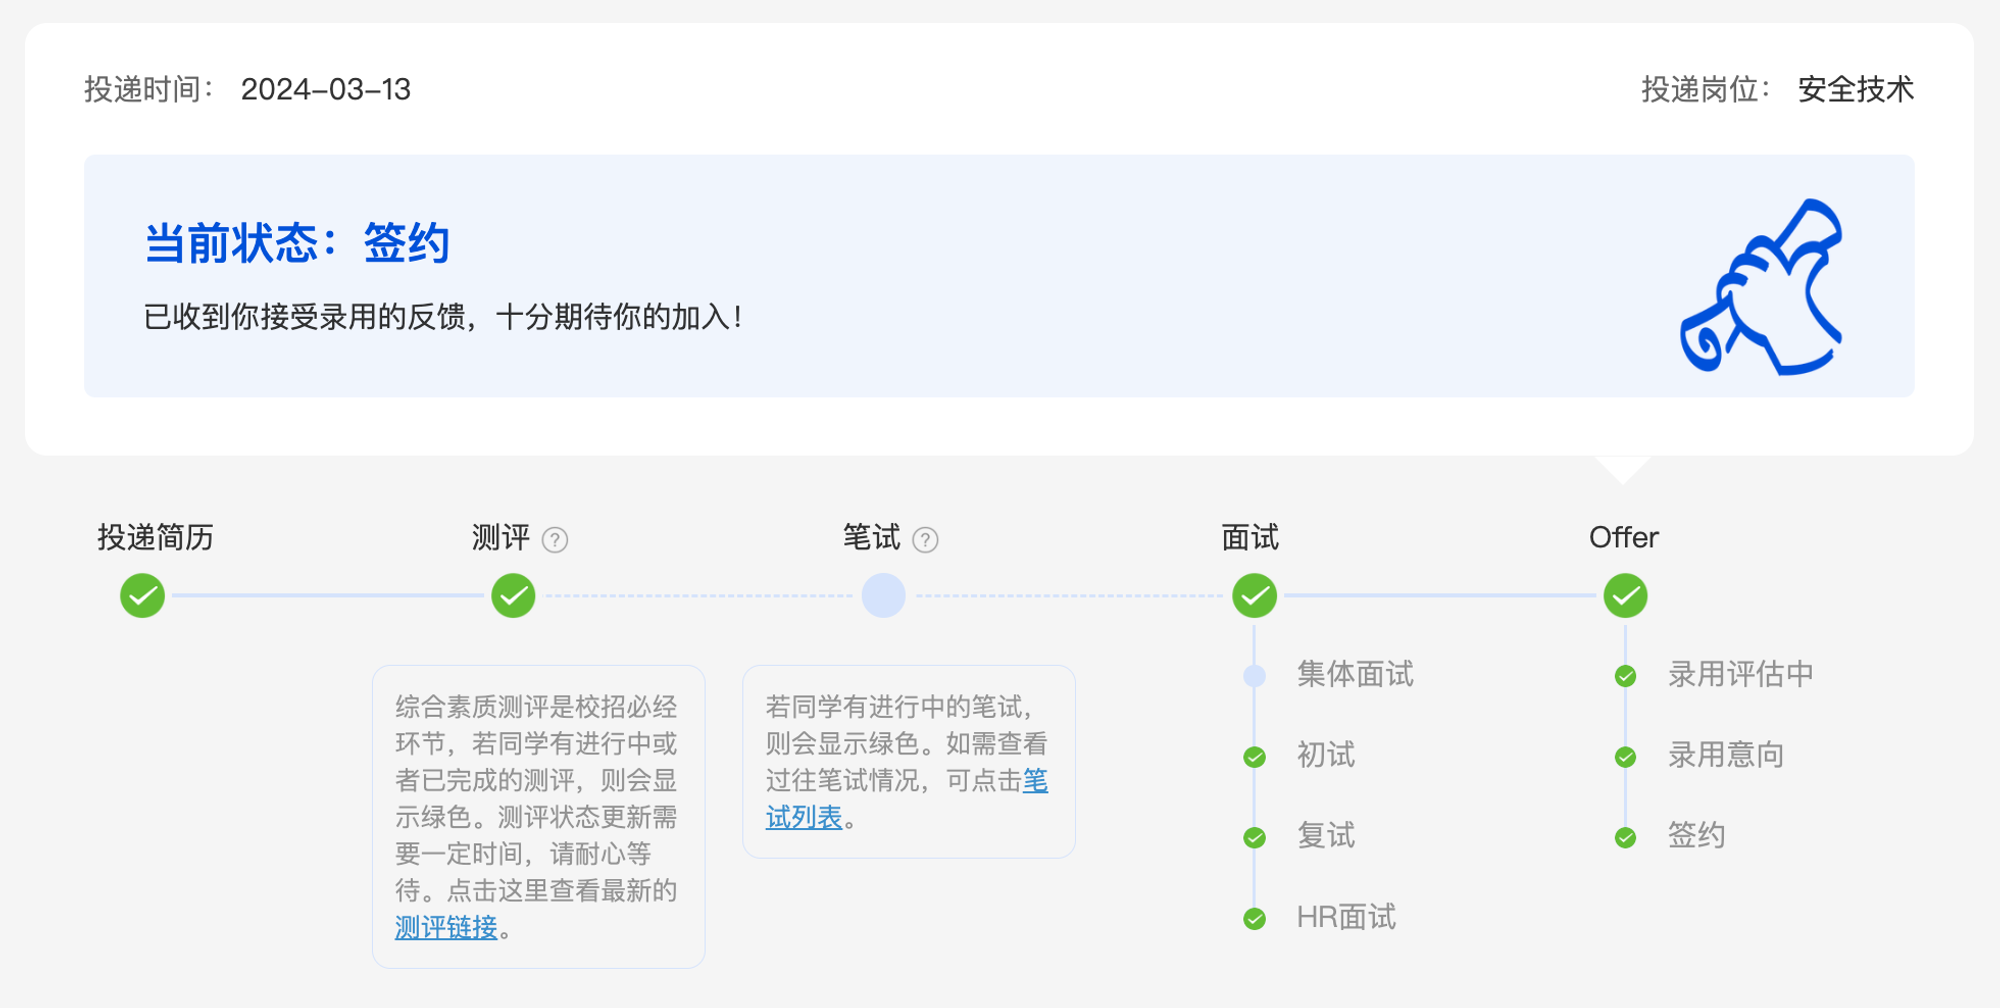 投递时间： 2024-03-13
投递岗位： 安全技术
当前状态：签约
已收到你接受录用的反馈，十分期待你的加入！
投递简历
测评 ?
笔试 ?
面试
Offer
综合素质测评是校招必经
环节，若同学有进行中或
者已完成的测评，则会显
示绿色。测评状态更新需
要一定时间，请耐心等
待。点击这里查看最新的
测评链接。
若同学有进行中的笔试，
则会显示绿色。如需查看
过往笔试情况，可点击笔
试列表。
集体面试
初试
复试
HR面试
录用评估中
录用意向
签约